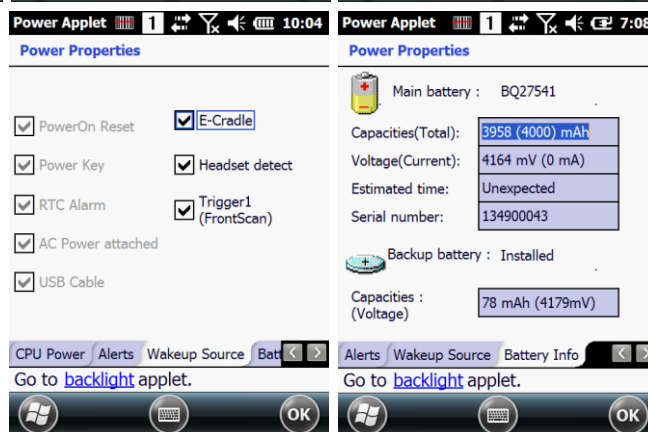 Power Applet 1 10:04
Power Properties
PowerOn Reset
E-Cradle
Power Key
Headset detect
RTC Alarm
Trigger1
(FrontScan)
AC Power attached
USB Cable
CPU Power Alerts Wakeup Source Batt
Go to backlight applet.
OK
Power Applet 1 7:08
Power Properties
Main battery : BQ27541
Capacities(Total): 3958 (4000) mAh
Voltage(Current): 4164 mV (0 mA)
Estimated time: Unexpected
Serial number: 134900043
Backup battery : Installed
Capacities : 78 mAh (4179mV)
(Voltage)
Alerts Wakeup Source Battery Info
Go to backlight applet.
OK